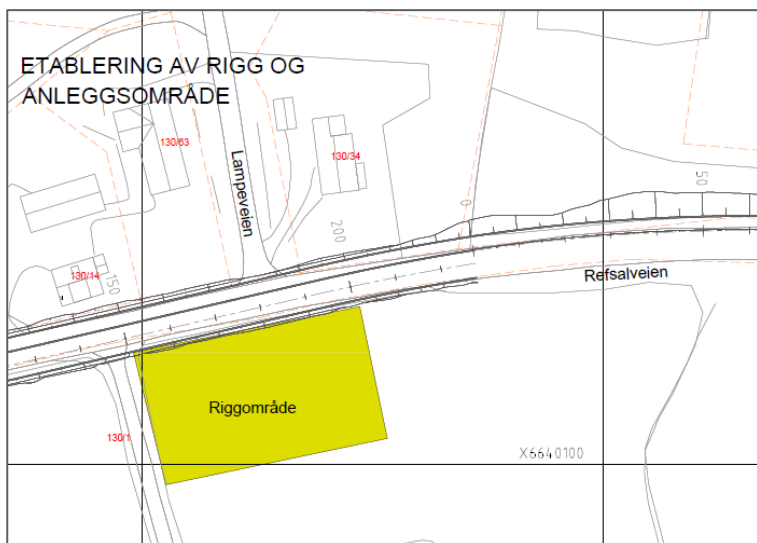 ETABLERING AV RIGG OG
ANLEGGSOMRÅDE
130/63
130/34
Lampeveien
50
0
200
Refsalveien
130/14
150
Riggområde
130/1
X6640100